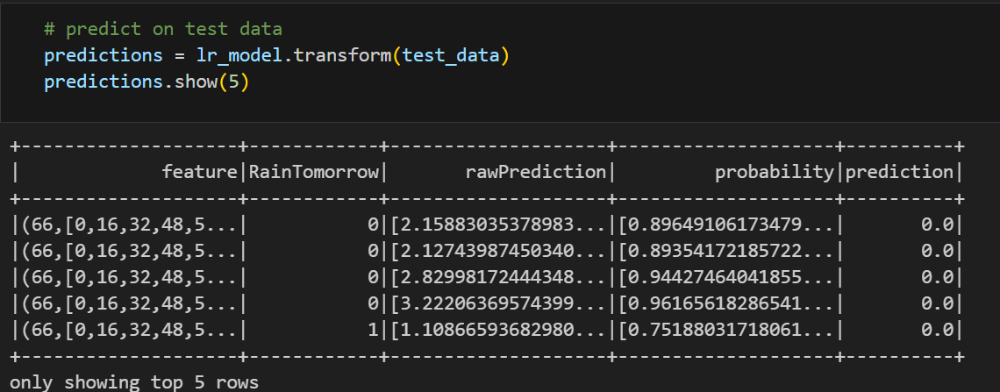 # predict on test data
predictions = lr_model.transform(test_data)
predictions.show(5)
+--------------------+------------+--------------------+--------------------+----------+
|             feature|RainTomorrow|       rawPrediction|         probability|prediction|
+--------------------+------------+--------------------+--------------------+----------+
|(66,[0,16,32,48,5...|           0|[2.15883035378983...|[0.89649106173479...|       0.0|
|(66,[0,16,32,48,5...|           0|[2.12743987450340...|[0.89354172185722...|       0.0|
|(66,[0,16,32,48,5...|           0|[2.82998172444348...|[0.94427464041855...|       0.0|
|(66,[0,16,32,48,5...|           0|[3.22206369574399...|[0.96165618286541...|       0.0|
|(66,[0,16,32,48,5...|           1|[1.10866593682980...|[0.75188031718061...|       0.0|
+--------------------+------------+--------------------+--------------------+----------+
only showing top 5 rows